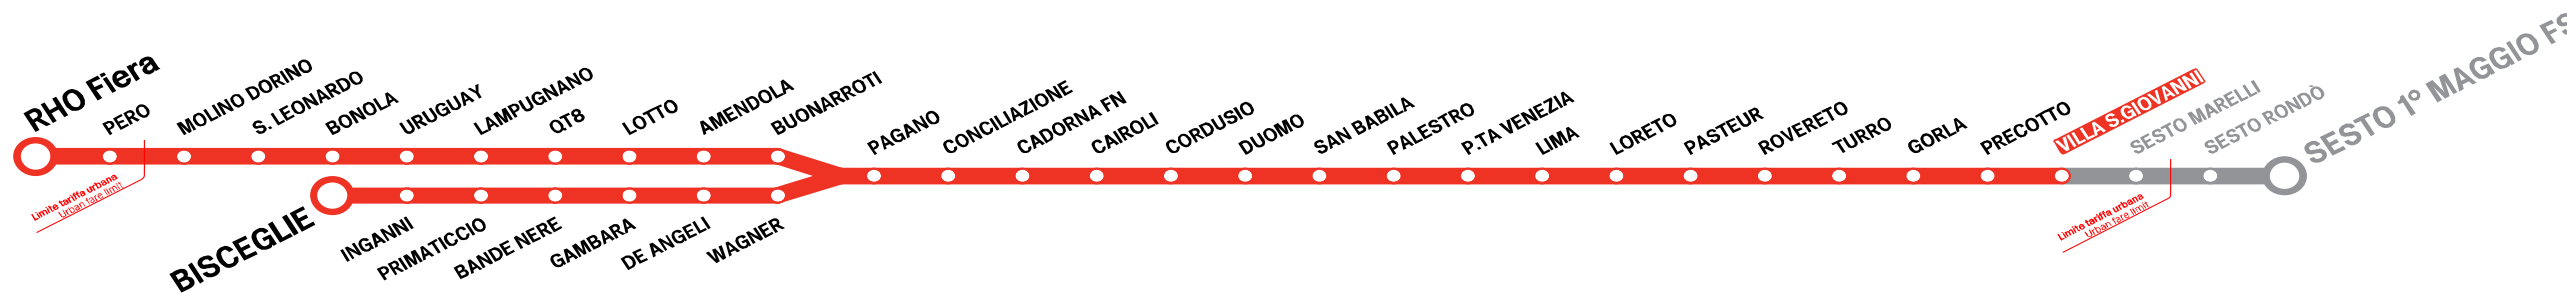 RHO Fiera
PERO
MOLINO DORINO
S. LEONARDO
BONOLA
URUGUAY
LAMPUGNANO
QT8
LOTTO
AMENDOLA
BUONARROTI
PAGANO
CONCILIAZIONE
CADORNA FN
CAIROLI
CORDUSIO
DUOMO
SAN BABILA
PALESTRO
P.TA VENEZIA
LIMA
LORETO
PASTEUR
ROVERETO
TURRO
GORLA
PRECOTTO
VILLA S.GIOVANNI
SESTO MARELLI
SESTO RONDÒ
SESTO 1° MAGGIO FS
Limite tariffa urbana
Urban fare limit
BISCEGLIE
INGANNI
PRIMATICCIO
BANDE NERE
GAMBARA
DE ANGELI
WAGNER
Limite tariffa urbana
Urban fare limit